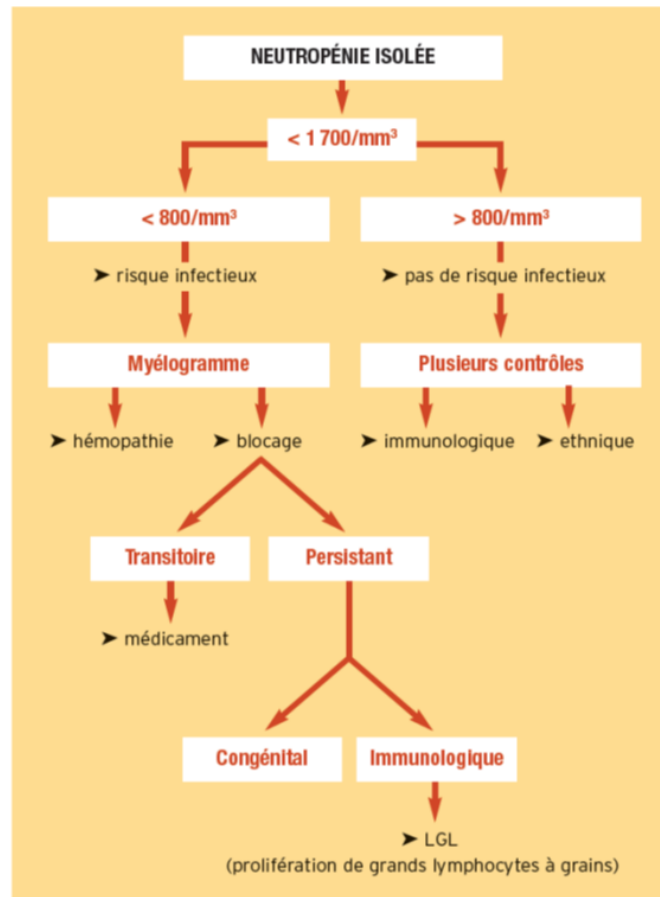 NEUTROPÉNIE ISOLÉE
< 1 700/mm³
< 800/mm³
> 800/mm³
➤ risque infectieux
➤ pas de risque infectieux
Myélogramme
Plusieurs contrôles
➤ hémopathie
➤ blocage
➤ immunologique
➤ ethnique
Transitoire
Persistant
➤ médicament
Congénital
Immunologique
➤ LGL
(prolifération de grands lymphocytes à grains)